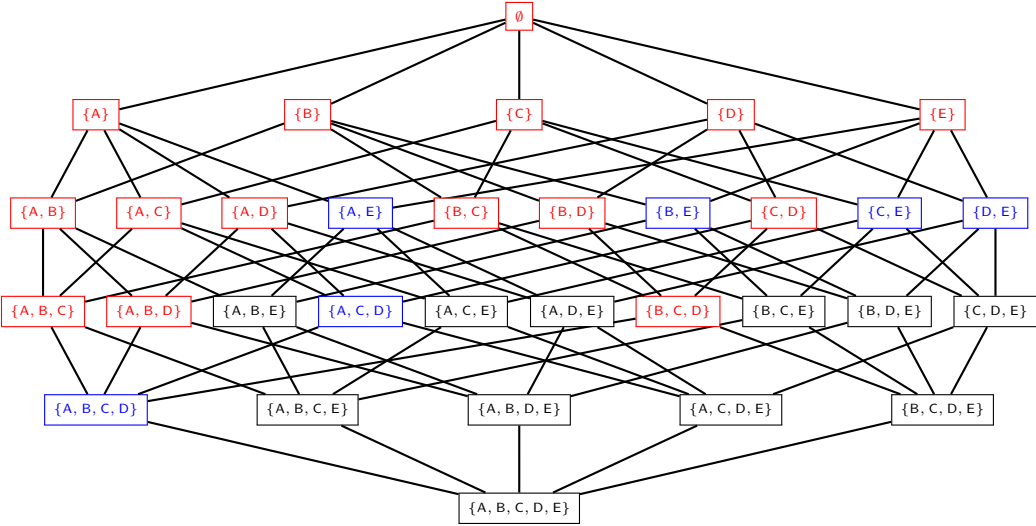 ∅
{A} {B} {C} {D} {E}
{A, B} {A, C} {A, D} {A, E} {B, C} {B, D} {B, E} {C, D} {C, E} {D, E}
{A, B, C} {A, B, D} {A, B, E} {A, C, D} {A, C, E} {A, D, E} {B, C, D} {B, C, E} {B, D, E} {C, D, E}
{A, B, C, D} {A, B, C, E} {A, B, D, E} {A, C, D, E} {B, C, D, E}
{A, B, C, D, E}